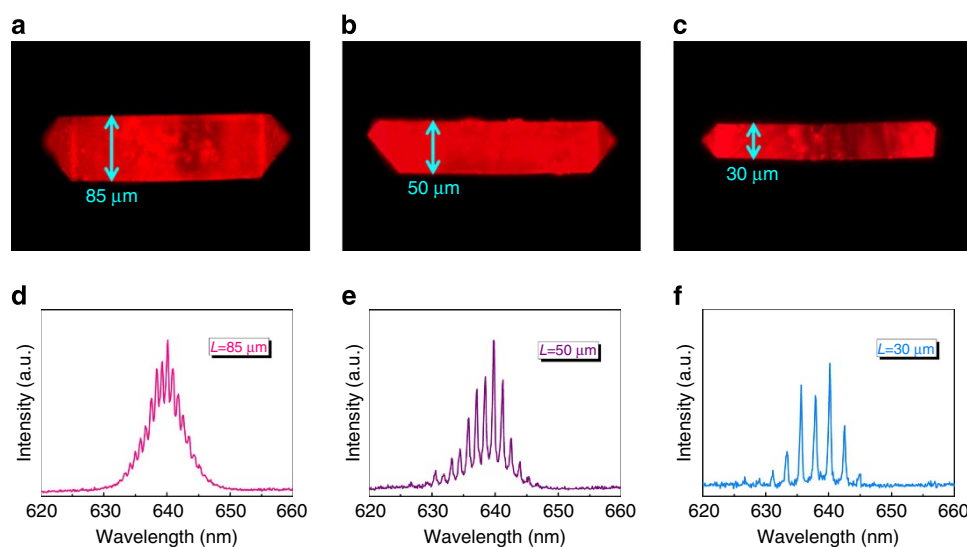 a
b
c
85 μm
50 μm
30 μm
d
e
f
L=85 μm
L=50 μm
L=30 μm
Intensity (a.u.)
Intensity (a.u.)
Intensity (a.u.)
620 630 640 650 660
620 630 640 650 660
620 630 640 650 660
Wavelength (nm)
Wavelength (nm)
Wavelength (nm)